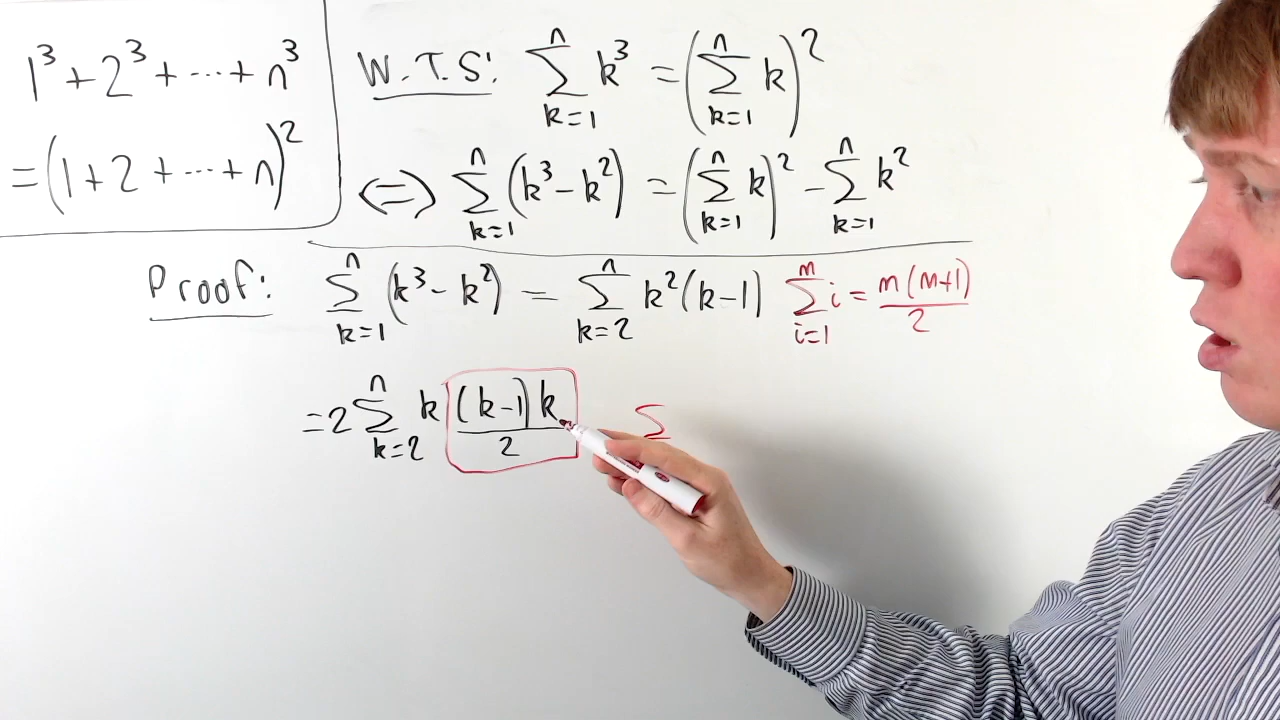 1³ + 2³ + ⋯ + n³
= (1 + 2 + ⋯ + n)²
W.T.S: ∑_{k=1}^{n} k³ = (∑_{k=1}^{n} k)²
⟺ ∑_{k=1}^{n} (k³ − k²) = (∑_{k=1}^{n} k)² − ∑_{k=1}^{n} k²
Proof: ∑_{k=1}^{n} (k³ − k²) = ∑_{k=2}^{n} k²(k−1) ∑_{i=1}^{m} i = m(m+1)/2
= 2 ∑_{k=2}^{n} k (k−1)k/2 ∑